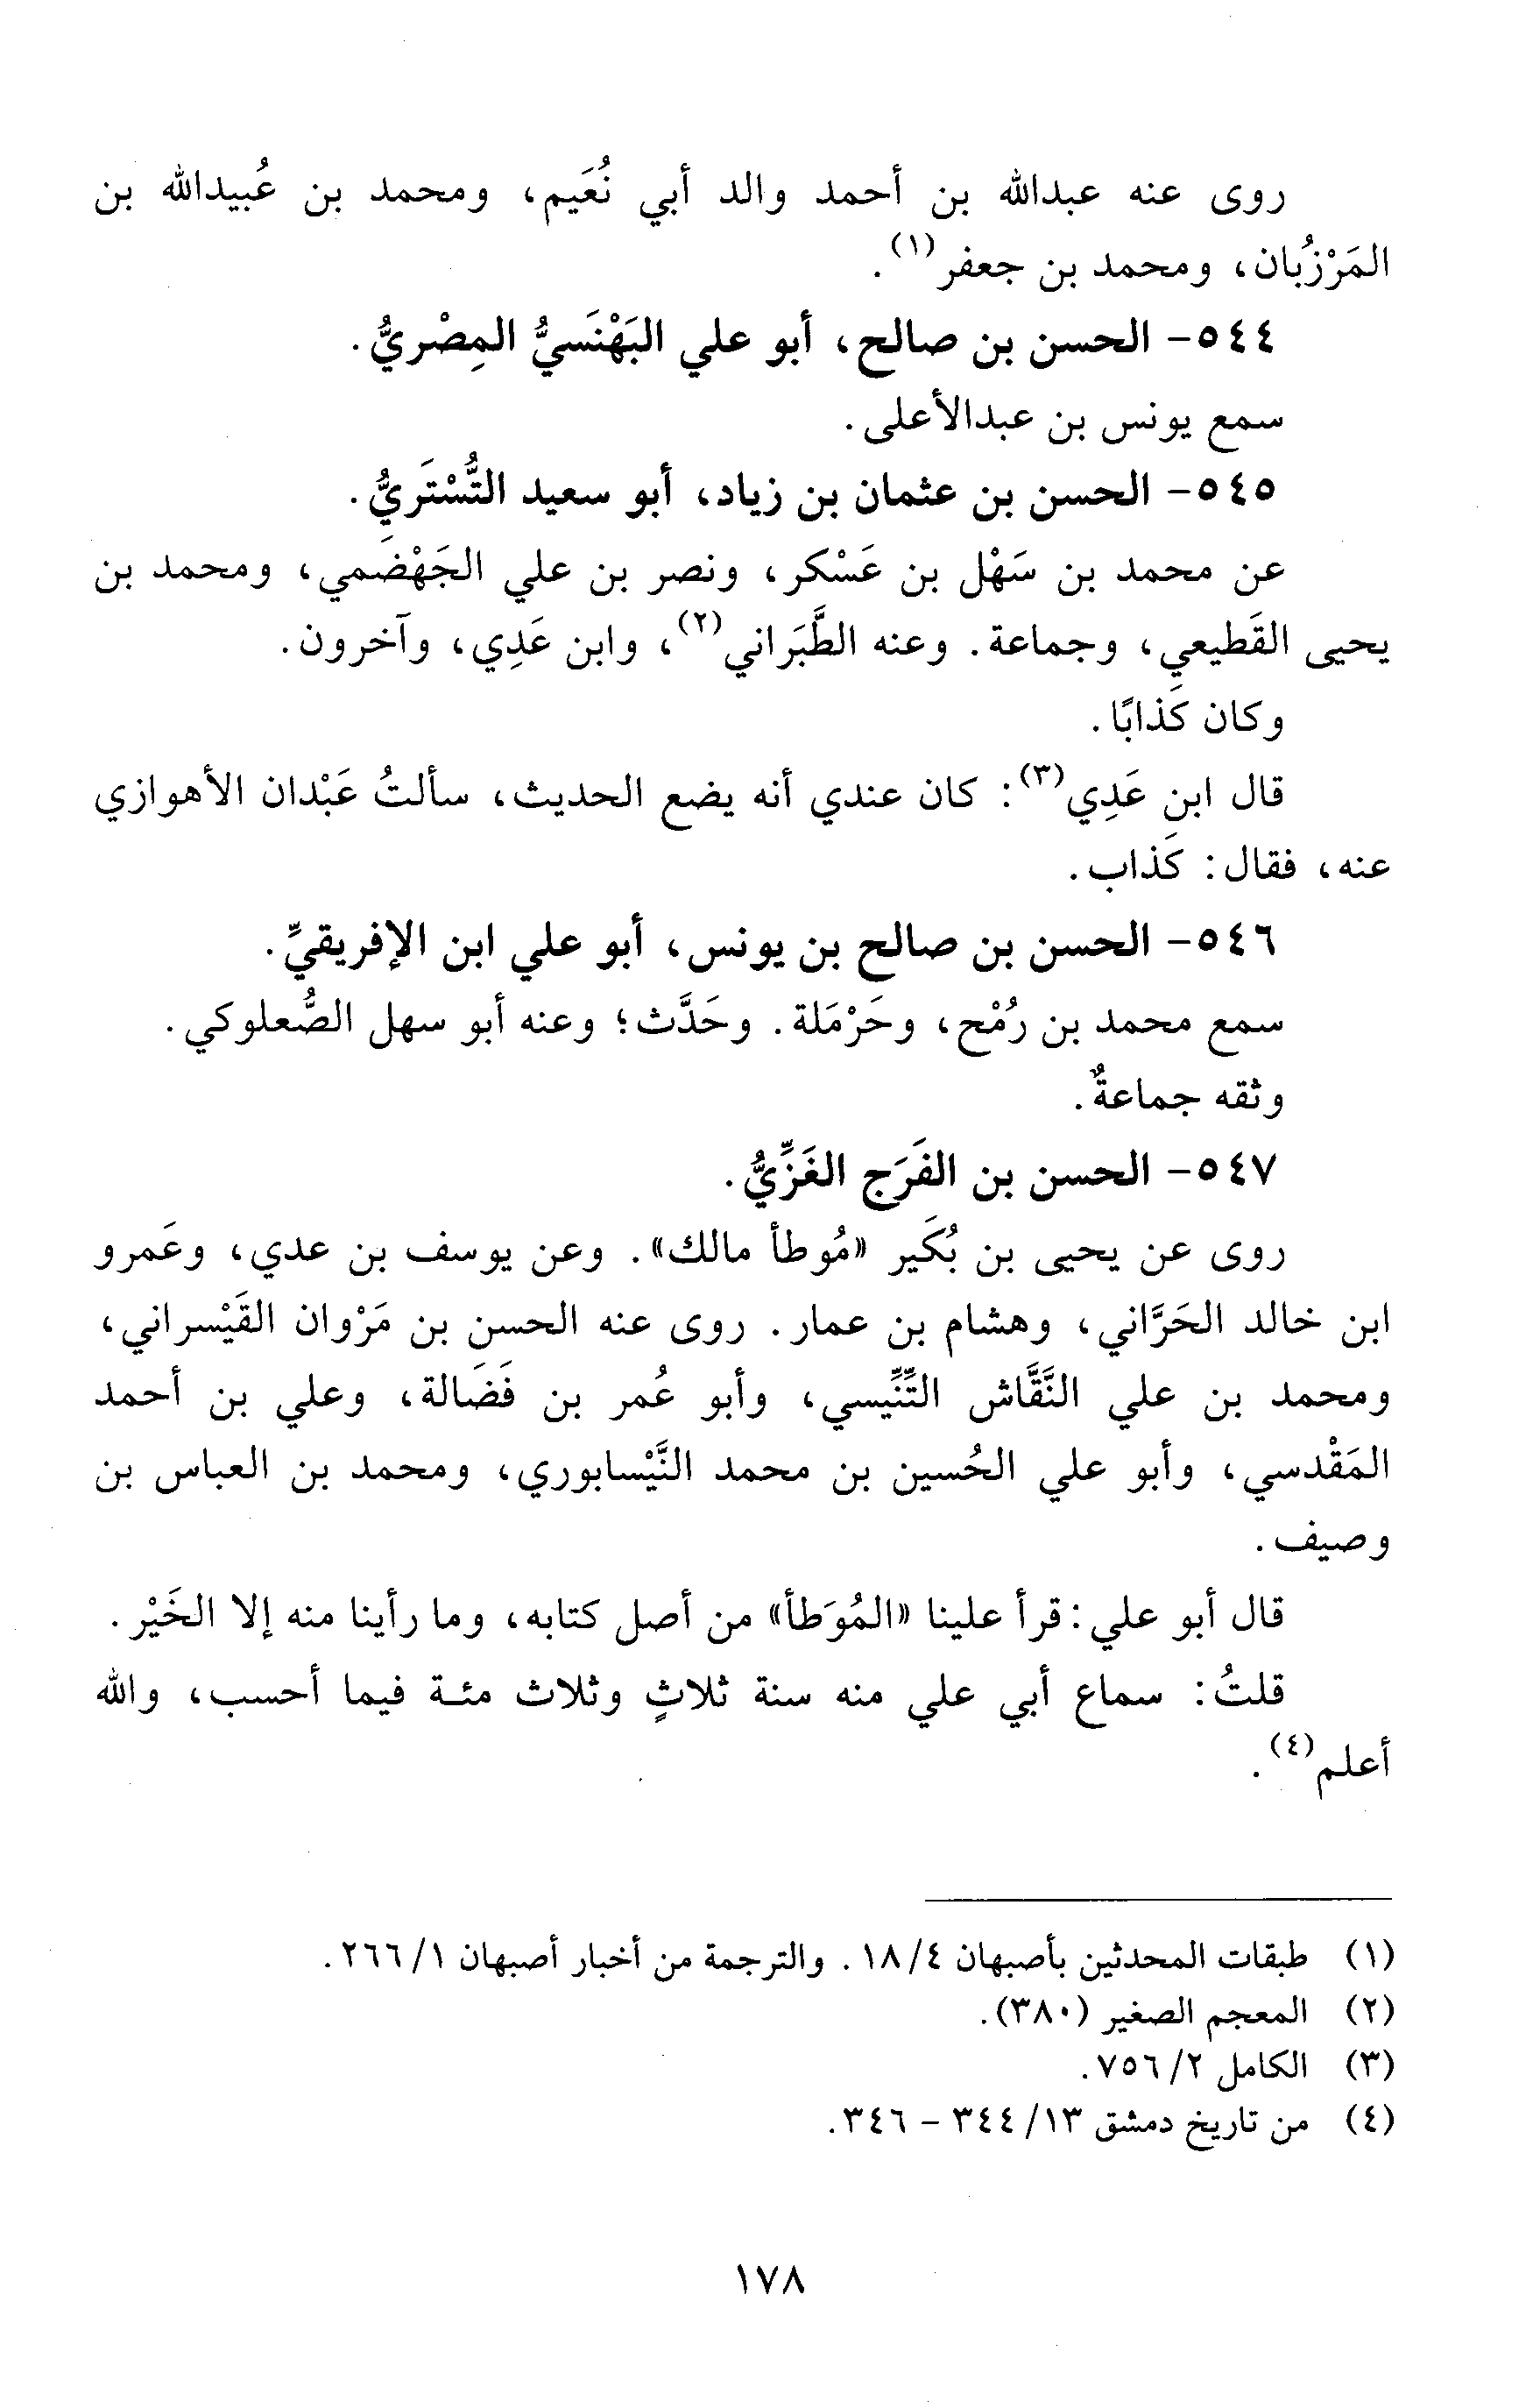 روى عنه عبدالله بن أحمد والد أبي نُعَيم، ومحمد بن عُبيدالله بن
المَرْزُبان، ومحمد بن جعفر(١).
٥٤٤- الحسن بن صالح، أبو علي البَهْنَسيُّ المِصْريُّ.
سمع يونس بن عبدالأعلى.
٥٤٥- الحسن بن عثمان بن زياد، أبو سعيد التُّسْتَريُّ.
عن محمد بن سَهْل بن عَسْكر، ونصر بن علي الجَهْضَمِي، ومحمد بن
يحيى القَطيعي، وجماعة. وعنه الطَّبَراني(٢)، وابن عَدِي، وآخرون.
وكان كَذابًا.
قال ابن عَدِي(٣): كان عندي أنه يضع الحديث، سألتُ عَبْدان الأهوازي
عنه، فقال: كَذاب.
٥٤٦- الحسن بن صالح بن يونس، أبو علي ابن الإفريقيِّ.
سمع محمد بن رُمْح، وحَرْمَلة. وحَدَّث؛ وعنه أبو سهل الصُّعلوكي.
وثقه جماعةٌ.
٥٤٧- الحسن بن الفَرَج الغَزِّيُّ.
روى عن يحيى بن بُكَير «مُوطأ مالك». وعن يوسف بن عدي، وعَمرو
ابن خالد الحَرَّاني، وهشام بن عمار. روى عنه الحسن بن مَرْوان القَيْسراني،
ومحمد بن علي النَّقَّاش التِّنِّيسي، وأبو عُمر بن فَضَالة، وعلي بن أحمد
المَقْدسي، وأبو علي الحُسين بن محمد النَّيْسابوري، ومحمد بن العباس بن
وصيف.
قال أبو علي: قرأ علينا «المُوَطأ» من أصل كتابه، وما رأينا منه إلا الخَيْر.
قلتُ: سماع أبي علي منه سنة ثلاثٍ وثلاث مئة فيما أحسب، والله
أعلم(٤).
(١) طبقات المحدثين بأصبهان ٤/ ١٨. والترجمة من أخبار أصبهان ١/ ٢٦٦.
(٢) المعجم الصغير (٣٨٠).
(٣) الكامل ٢/ ٧٥٦.
(٤) من تاريخ دمشق ١٣/ ٣٤٤ - ٣٤٦.
١٧٨